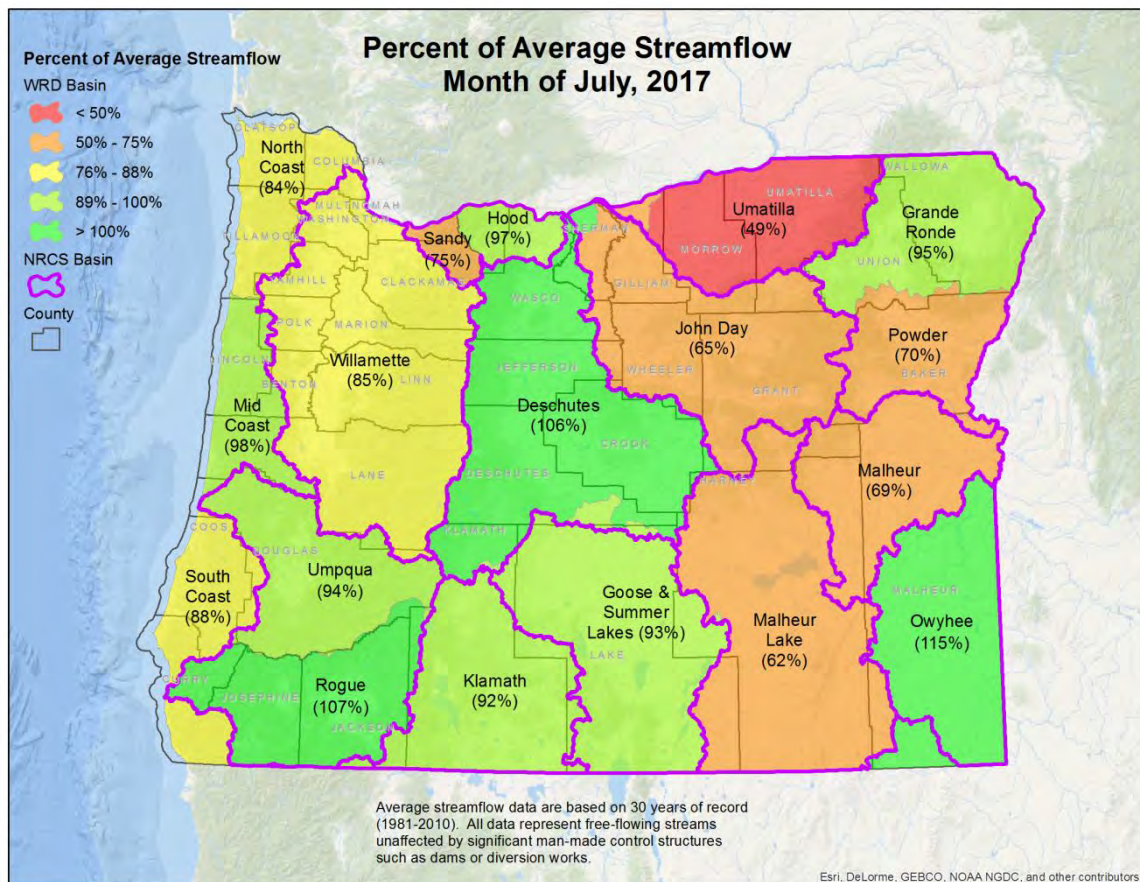 Percent of Average Streamflow
Month of July, 2017
Percent of Average Streamflow
WRD Basin
< 50%
50% - 75%
76% - 88%
89% - 100%
> 100%
NRCS Basin
County
CLATSOP
North
Coast
(84%)
COLUMBIA
MULTNOMAH
WASHINGTON
TILLAMOOK
YAMHILL
CLACKAMAS
Sandy
(75%)
Hood
(97%)
SHERMAN
WASCO
GILLIAM
MORROW
UMATILLA
Umatilla
(49%)
WALLOWA
Grande
Ronde
(95%)
UNION
POLK
MARION
Willamette
(85%)
LINN
LINCOLN
BENTON
Mid
Coast
(98%)
LANE
JEFFERSON
Deschutes
(106%)
CROOK
DESCHUTES
John Day
(65%)
WHEELER
GRANT
Powder
(70%)
BAKER
Malheur
(69%)
HARNEY
KLAMATH
COOS
DOUGLAS
Umpqua
(94%)
South
Coast
(88%)
CURRY
JOSEPHINE
Rogue
(107%)
JACKSON
Klamath
(92%)
Goose &
Summer
Lakes (93%)
LAKE
Malheur
Lake
(62%)
MALHEUR
Owyhee
(115%)
Average streamflow data are based on 30 years of record
(1981-2010). All data represent free-flowing streams
unaffected by significant man-made control structures
such as dams or diversion works.
Esri, DeLorme, GEBCO, NOAA NGDC, and other contributors